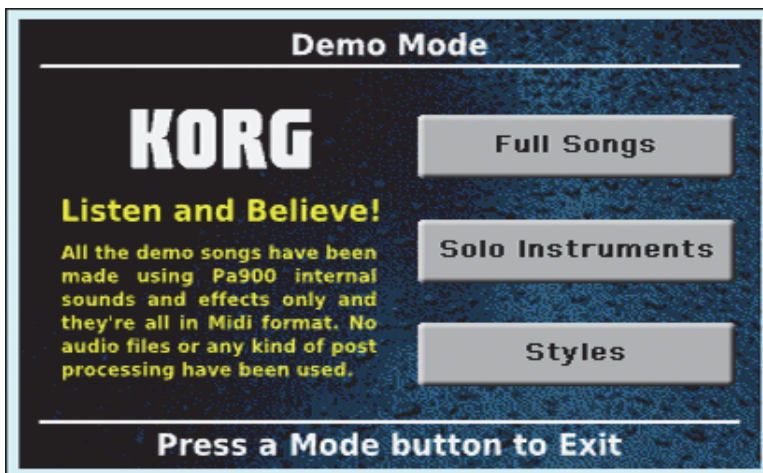 Demo Mode
KORG
Listen and Believe!
All the demo songs have been
made using Pa900 internal
sounds and effects only and
they're all in Midi format. No
audio files or any kind of post
processing have been used.
Full Songs
Solo Instruments
Styles
Press a Mode button to Exit